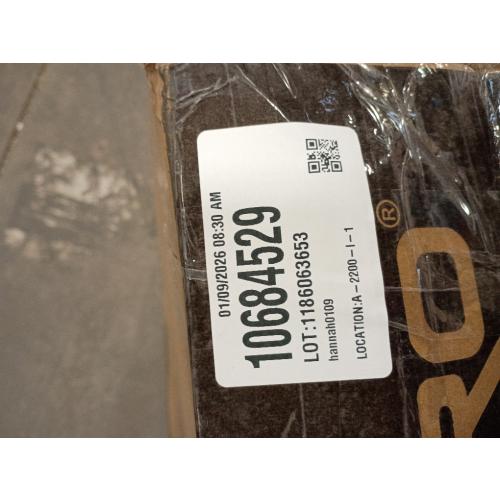 01/09/2026 08:30 AM
10684529
LOT:1186063653
hannah0109
LOCATION:A-2200-I-1
RO®